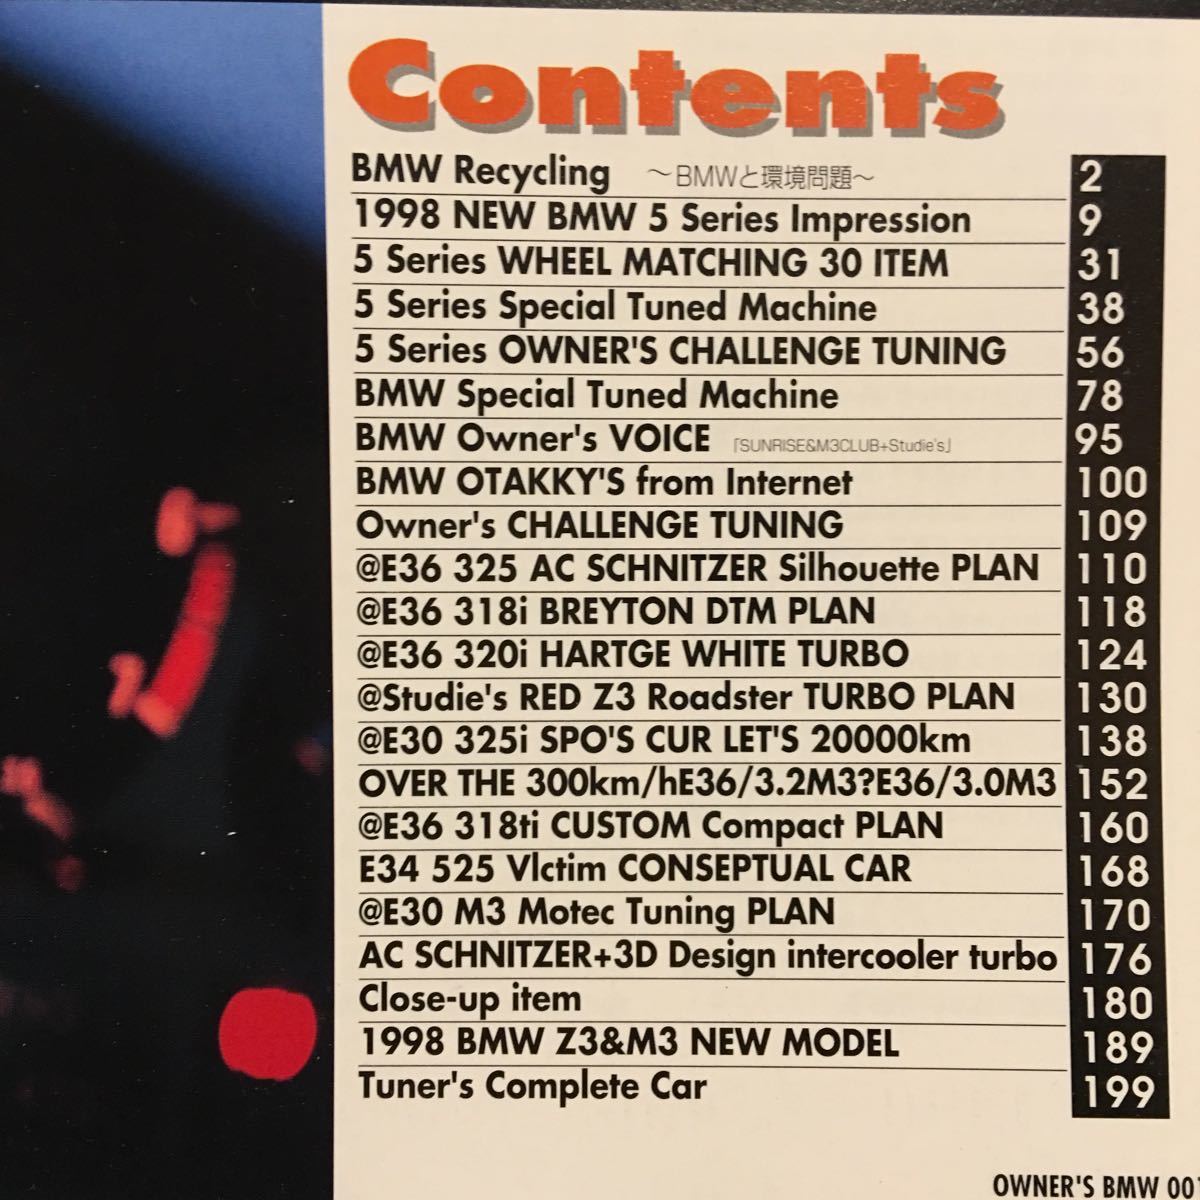 Contents
BMW Recycling ～BMWと環境問題～ 2
1998 NEW BMW 5 Series Impression 9
5 Series WHEEL MATCHING 30 ITEM 31
5 Series Special Tuned Machine 38
5 Series OWNER'S CHALLENGE TUNING 56
BMW Special Tuned Machine 78
BMW Owner's VOICE 「SUNRISE&M3CLUB+Studie's」 95
BMW OTAKKY'S from Internet 100
Owner's CHALLENGE TUNING 109
@E36 325 AC SCHNITZER Silhouette PLAN 110
@E36 318i BREYTON DTM PLAN 118
@E36 320i HARTGE WHITE TURBO 124
@Studie's RED Z3 Roadster TURBO PLAN 130
@E30 325i SPO'S CUR LET'S 20000km 138
OVER THE 300km/hE36/3.2M3?E36/3.0M3 152
@E36 318ti CUSTOM Compact PLAN 160
E34 525 VIctim CONSEPTUAL CAR 168
@E30 M3 Motec Tuning PLAN 170
AC SCHNITZER+3D Design intercooler turbo 176
Close-up item 180
1998 BMW Z3&M3 NEW MODEL 189
Tuner's Complete Car 199
OWNER'S BMW 00